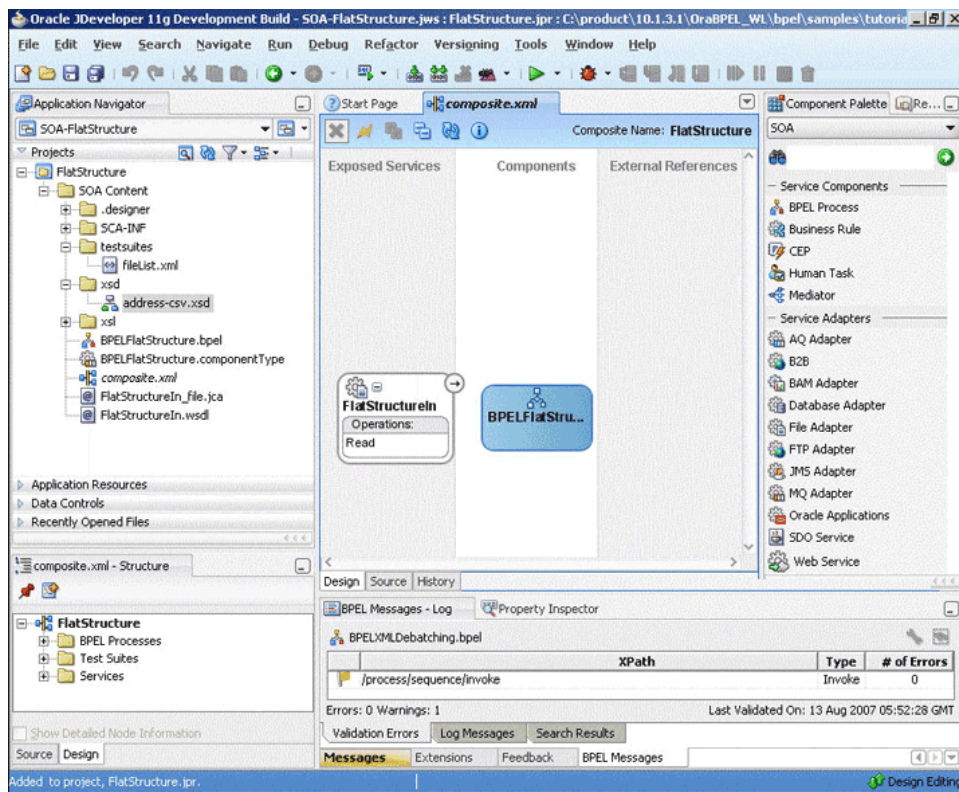 Oracle JDeveloper 11g Development Build - SOA-FlatStructure.jws : FlatStructure.jpr : C:\product\10.1.3.1\OraBPEL_WL\bpel\samples\tutoria
File Edit View Search Navigate Run Debug Refactor Versioning Tools Window Help
Application Navigator
SOA-FlatStructure
Projects
FlatStructure
SOA Content
.designer
SCA-INF
testsuites
fileList.xml
xsd
address-csv.xsd
xsl
BPELFlatStructure.bpel
BPELFlatStructure.componentType
composite.xml
FlatStructureIn_file.jca
FlatStructureIn.wsdl
Application Resources
Data Controls
Recently Opened Files
composite.xml - Structure
FlatStructure
BPEL Processes
Test Suites
Services
Show Detailed Node Information
Source Design
Start Page composite.xml
Composite Name: FlatStructure
Exposed Services Components External References
FlatStructureIn
Operations:
Read
BPELFlatStru...
Design Source History
BPEL Messages - Log Property Inspector
BPELXMLDebatching.bpel
XPath Type # of Errors
/process/sequence/invoke Invoke 0
Errors: 0 Warnings: 1 Last Validated On: 13 Aug 2007 05:52:28 GMT
Validation Errors Log Messages Search Results
Messages Extensions Feedback BPEL Messages
Component Palette Re...
SOA
Service Components
BPEL Process
Business Rule
CEP
Human Task
Mediator
Service Adapters
AQ Adapter
B2B
BAM Adapter
Database Adapter
File Adapter
FTP Adapter
JMS Adapter
MQ Adapter
Oracle Applications
SDO Service
Web Service
Added to project, FlatStructure.jpr.
Design Editing